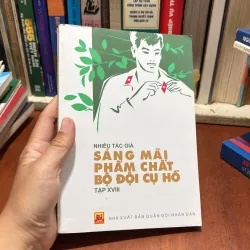 NHIỀU TÁC GIẢ
SÁNG MÃI
PHẨM CHẤT
BỘ ĐỘI CỤ HỒ
TẬP XVIII
NHÀ XUẤT BẢN QUÂN ĐỘI NHÂN DÂN